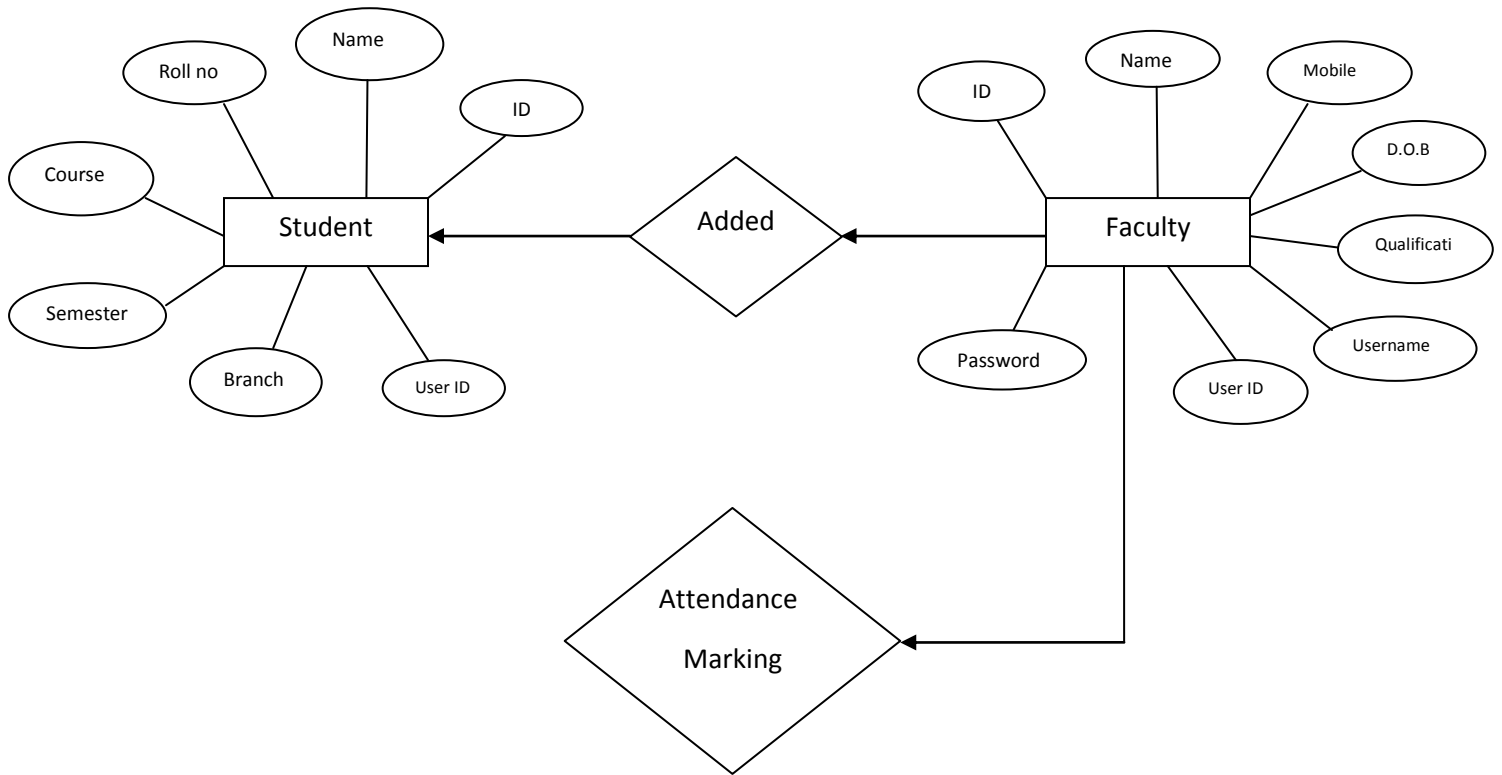 Name
Roll no
ID
Course
Student
Semester
Branch
User ID
Added
Name
ID
Mobile
D.O.B
Faculty
Qualificati
Username
Password
User ID
Attendance
Marking